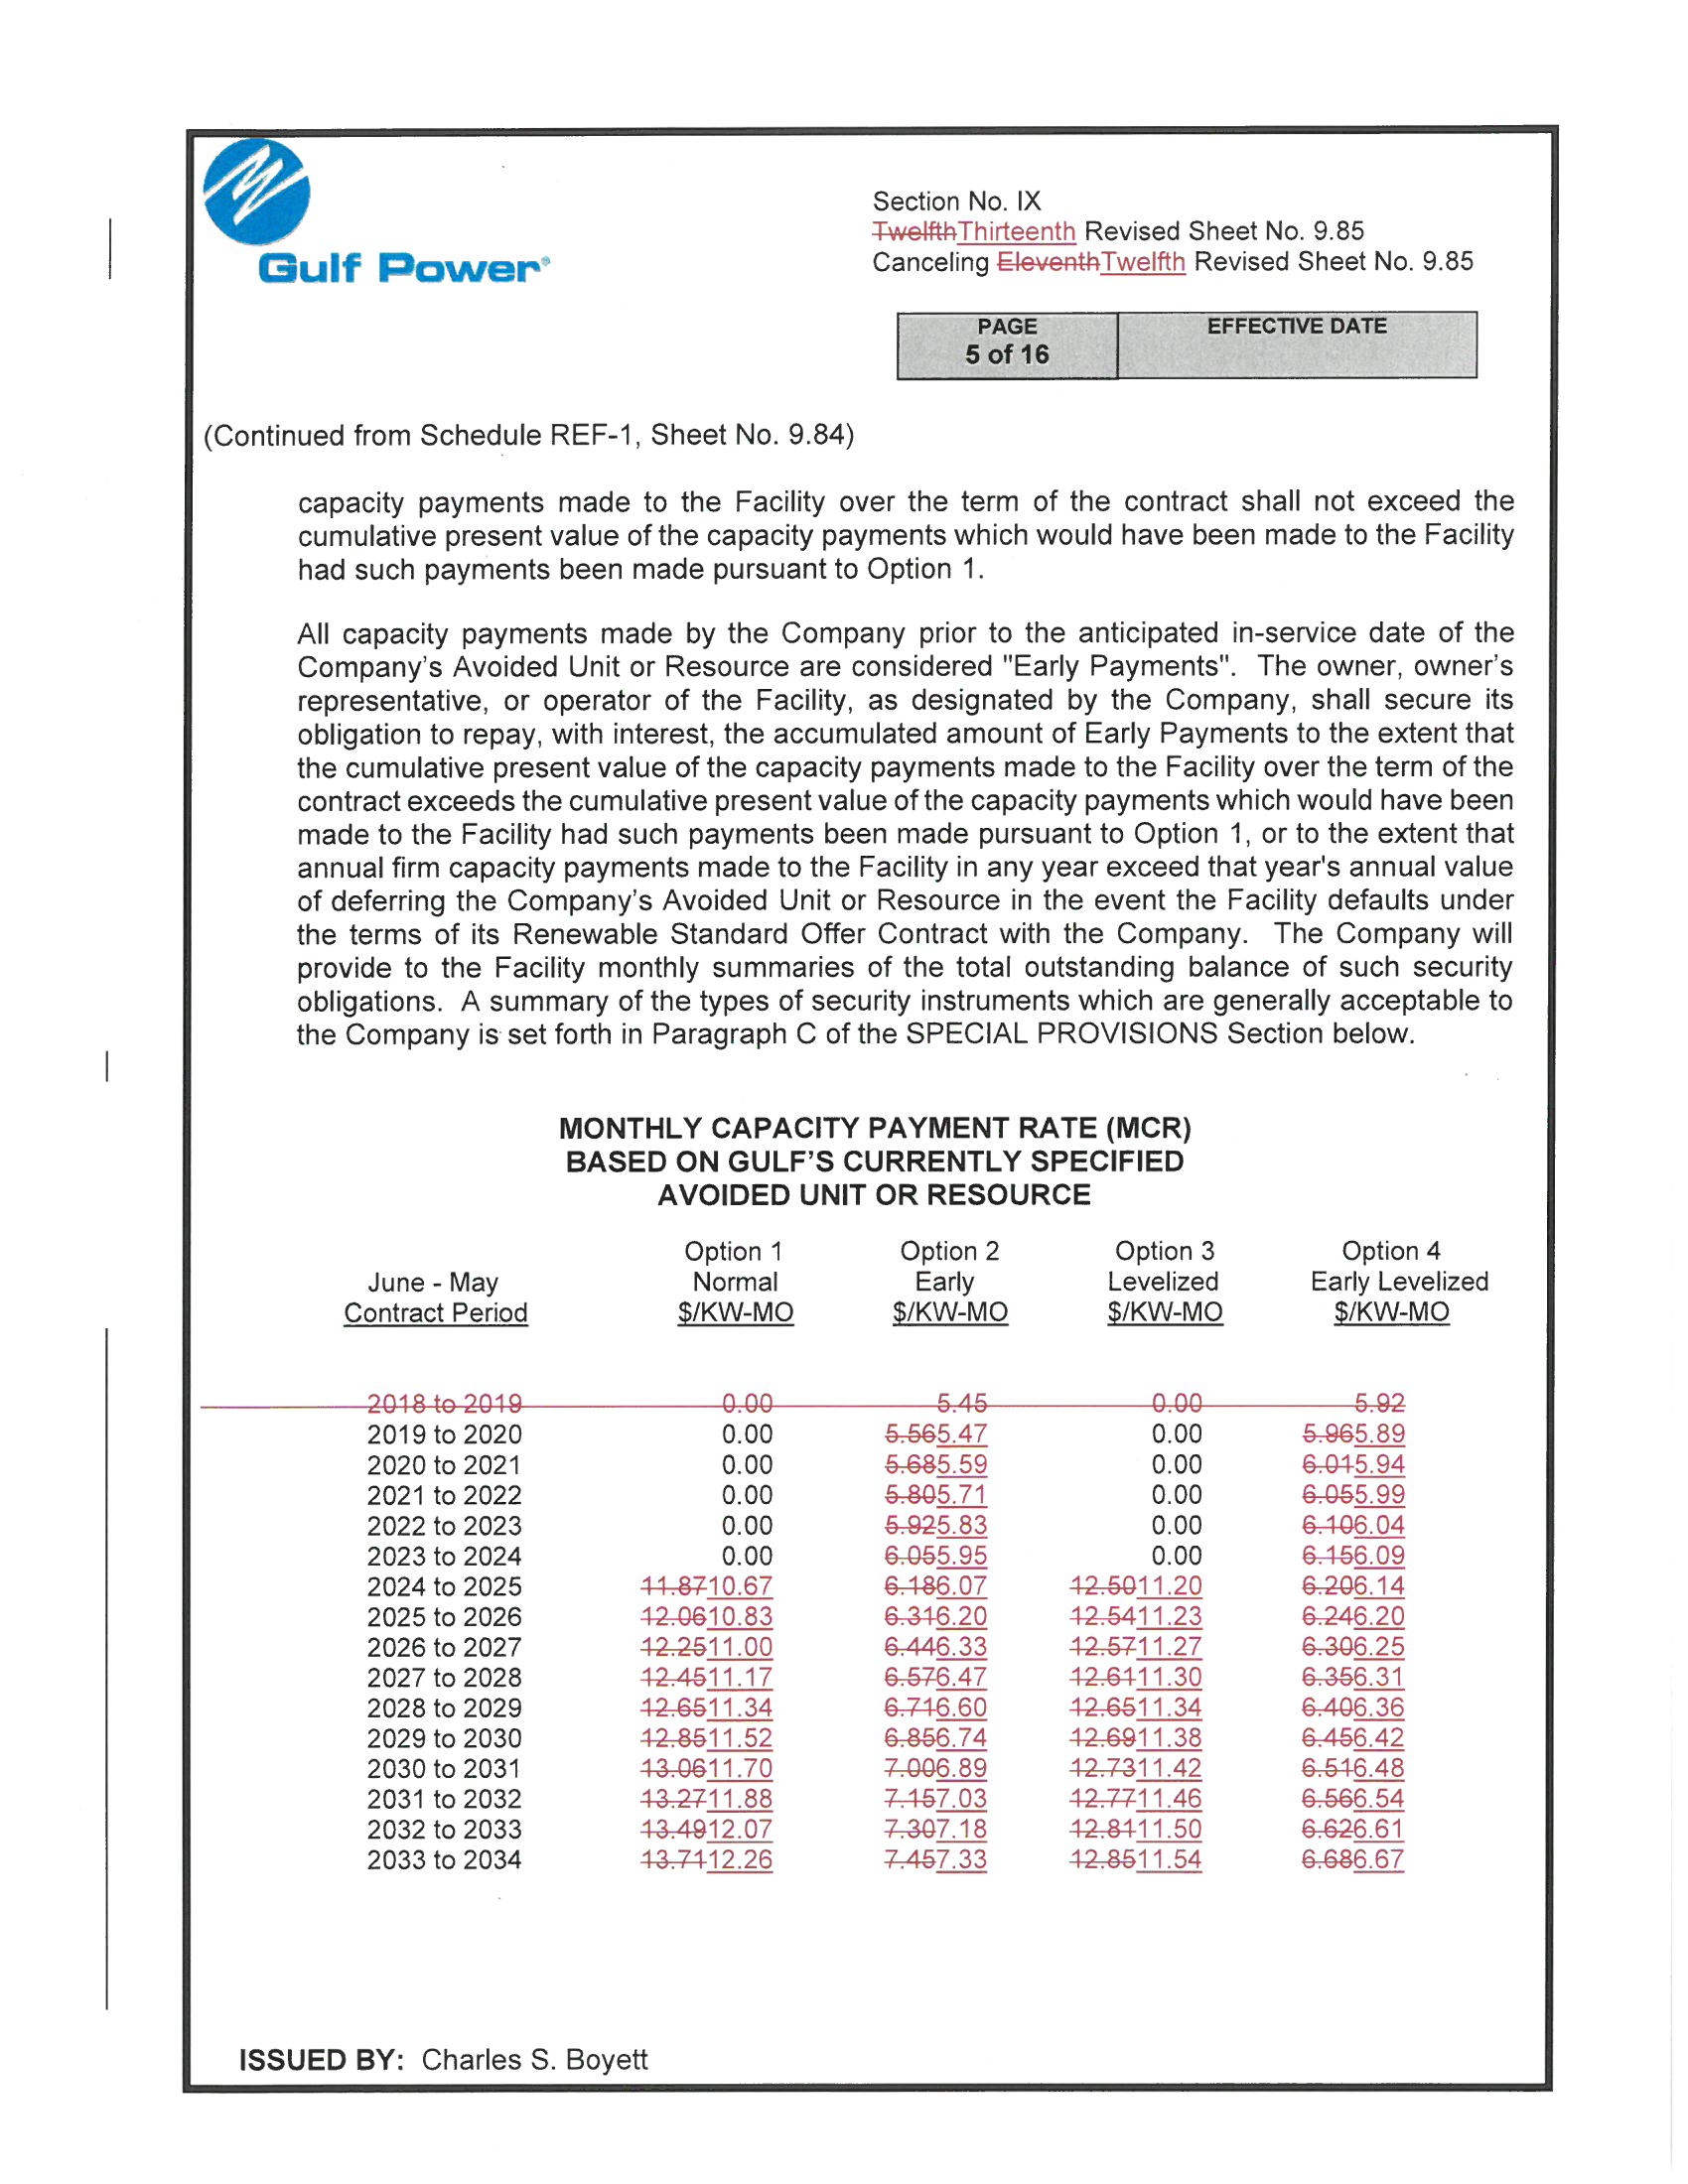 Gulf Power®
Section No. IX
TwelfthThirteenth Revised Sheet No. 9.85
Canceling EleventhTwelfth Revised Sheet No. 9.85
PAGE EFFECTIVE DATE
5 of 16
(Continued from Schedule REF-1, Sheet No. 9.84)
capacity payments made to the Facility over the term of the contract shall not exceed the
cumulative present value of the capacity payments which would have been made to the Facility
had such payments been made pursuant to Option 1.
All capacity payments made by the Company prior to the anticipated in-service date of the
Company's Avoided Unit or Resource are considered "Early Payments". The owner, owner's
representative, or operator of the Facility, as designated by the Company, shall secure its
obligation to repay, with interest, the accumulated amount of Early Payments to the extent that
the cumulative present value of the capacity payments made to the Facility over the term of the
contract exceeds the cumulative present value of the capacity payments which would have been
made to the Facility had such payments been made pursuant to Option 1, or to the extent that
annual firm capacity payments made to the Facility in any year exceed that year's annual value
of deferring the Company's Avoided Unit or Resource in the event the Facility defaults under
the terms of its Renewable Standard Offer Contract with the Company. The Company will
provide to the Facility monthly summaries of the total outstanding balance of such security
obligations. A summary of the types of security instruments which are generally acceptable to
the Company is set forth in Paragraph C of the SPECIAL PROVISIONS Section below.
MONTHLY CAPACITY PAYMENT RATE (MCR)
BASED ON GULF'S CURRENTLY SPECIFIED
AVOIDED UNIT OR RESOURCE
Option 1 Option 2 Option 3 Option 4
June - May Normal Early Levelized Early Levelized
Contract Period $/KW-MO $/KW-MO $/KW-MO $/KW-MO
2018 to 2019 0.00 5.45 0.00 5.92
2019 to 2020 0.00 5.565.47 0.00 5.965.89
2020 to 2021 0.00 5.685.59 0.00 6.015.94
2021 to 2022 0.00 5.805.71 0.00 6.055.99
2022 to 2023 0.00 5.925.83 0.00 6.106.04
2023 to 2024 0.00 6.055.95 0.00 6.156.09
2024 to 2025 11.8710.67 6.186.07 12.5011.20 6.206.14
2025 to 2026 12.0610.83 6.316.20 12.5411.23 6.246.20
2026 to 2027 12.2511.00 6.446.33 12.5711.27 6.306.25
2027 to 2028 12.4511.17 6.576.47 12.6111.30 6.356.31
2028 to 2029 12.6511.34 6.716.60 12.6511.34 6.406.36
2029 to 2030 12.8511.52 6.856.74 12.6911.38 6.456.42
2030 to 2031 13.0611.70 7.006.89 12.7311.42 6.516.48
2031 to 2032 13.2711.88 7.157.03 12.7711.46 6.566.54
2032 to 2033 13.4912.07 7.307.18 12.8111.50 6.626.61
2033 to 2034 13.7112.26 7.457.33 12.8511.54 6.686.67
ISSUED BY: Charles S. Boyett